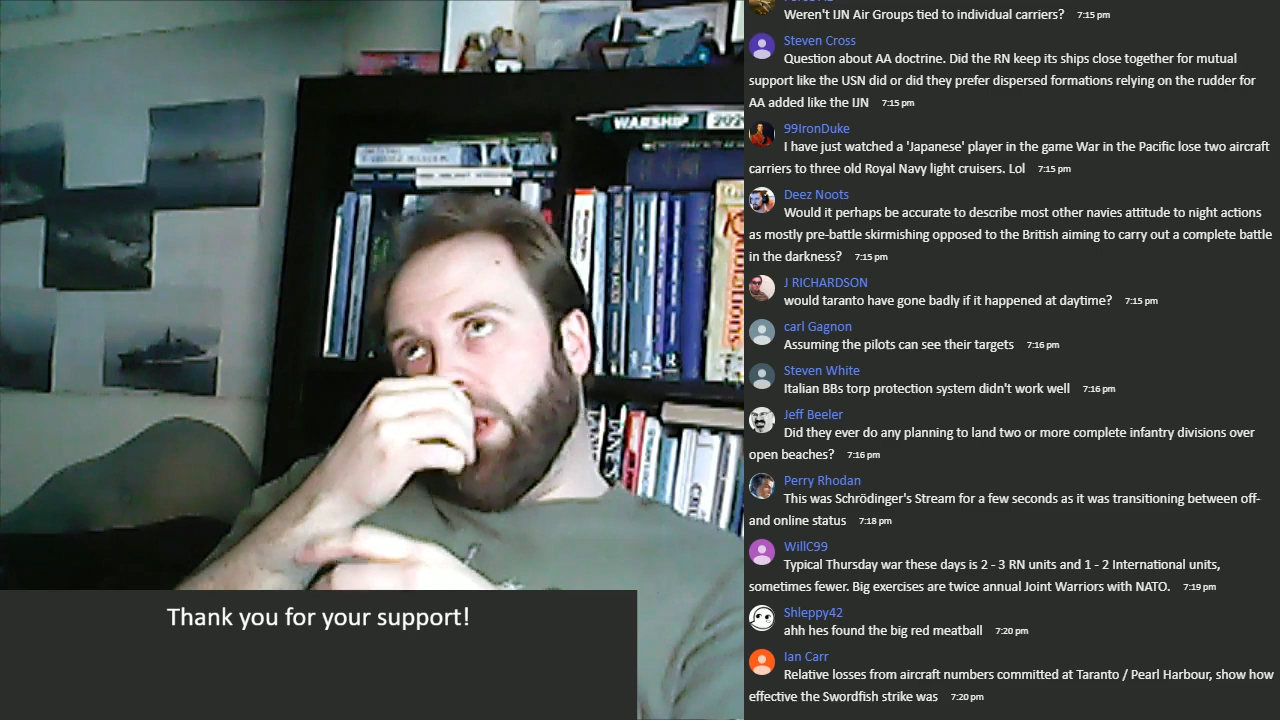 WARSHIP
Thank you for your support!
Weren't IJN Air Groups tied to individual carriers? 7:15 pm
Steven Cross
Question about AA doctrine. Did the RN keep its ships close together for mutual
support like the USN did or did they prefer dispersed formations relying on the rudder for
AA added like the IJN 7:15 pm
99IronDuke
I have just watched a 'Japanese' player in the game War in the Pacific lose two aircraft
carriers to three old Royal Navy light cruisers. Lol 7:15 pm
Deez Noots
Would it perhaps be accurate to describe most other navies attitude to night actions
as mostly pre-battle skirmishing opposed to the British aiming to carry out a complete battle
in the darkness? 7:15 pm
J RICHARDSON
would taranto have gone badly if it happened at daytime? 7:15 pm
carl Gagnon
Assuming the pilots can see their targets 7:16 pm
Steven White
Italian BBs torp protection system didn't work well 7:16 pm
Jeff Beeler
Did they ever do any planning to land two or more complete infantry divisions over
open beaches? 7:16 pm
Perry Rhodan
This was Schrödinger's Stream for a few seconds as it was transitioning between off-
and online status 7:18 pm
WillC99
Typical Thursday war these days is 2 - 3 RN units and 1 - 2 International units,
sometimes fewer. Big exercises are twice annual Joint Warriors with NATO. 7:19 pm
Shleppy42
ahh hes found the big red meatball 7:20 pm
Ian Carr
Relative losses from aircraft numbers committed at Taranto / Pearl Harbour, show how
effective the Swordfish strike was 7:20 pm